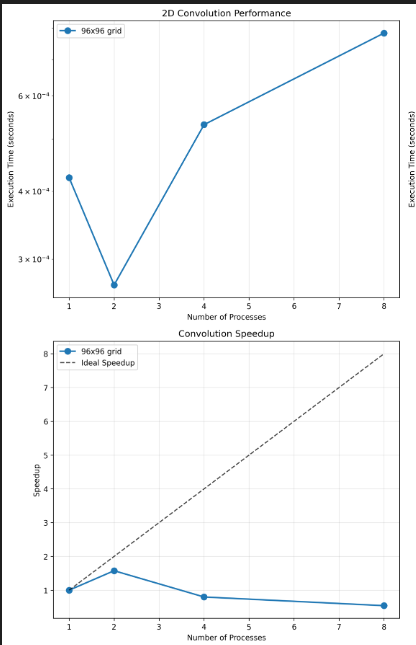 2D Convolution Performance
96x96 grid
Execution Time (seconds)
6 × 10⁻⁴
4 × 10⁻⁴
3 × 10⁻⁴
1 2 3 4 5 6 7 8
Number of Processes
Execution Time (seconds)
Convolution Speedup
96x96 grid
Ideal Speedup
Speedup
8
7
6
5
4
3
2
1
1 2 3 4 5 6 7 8
Number of Processes